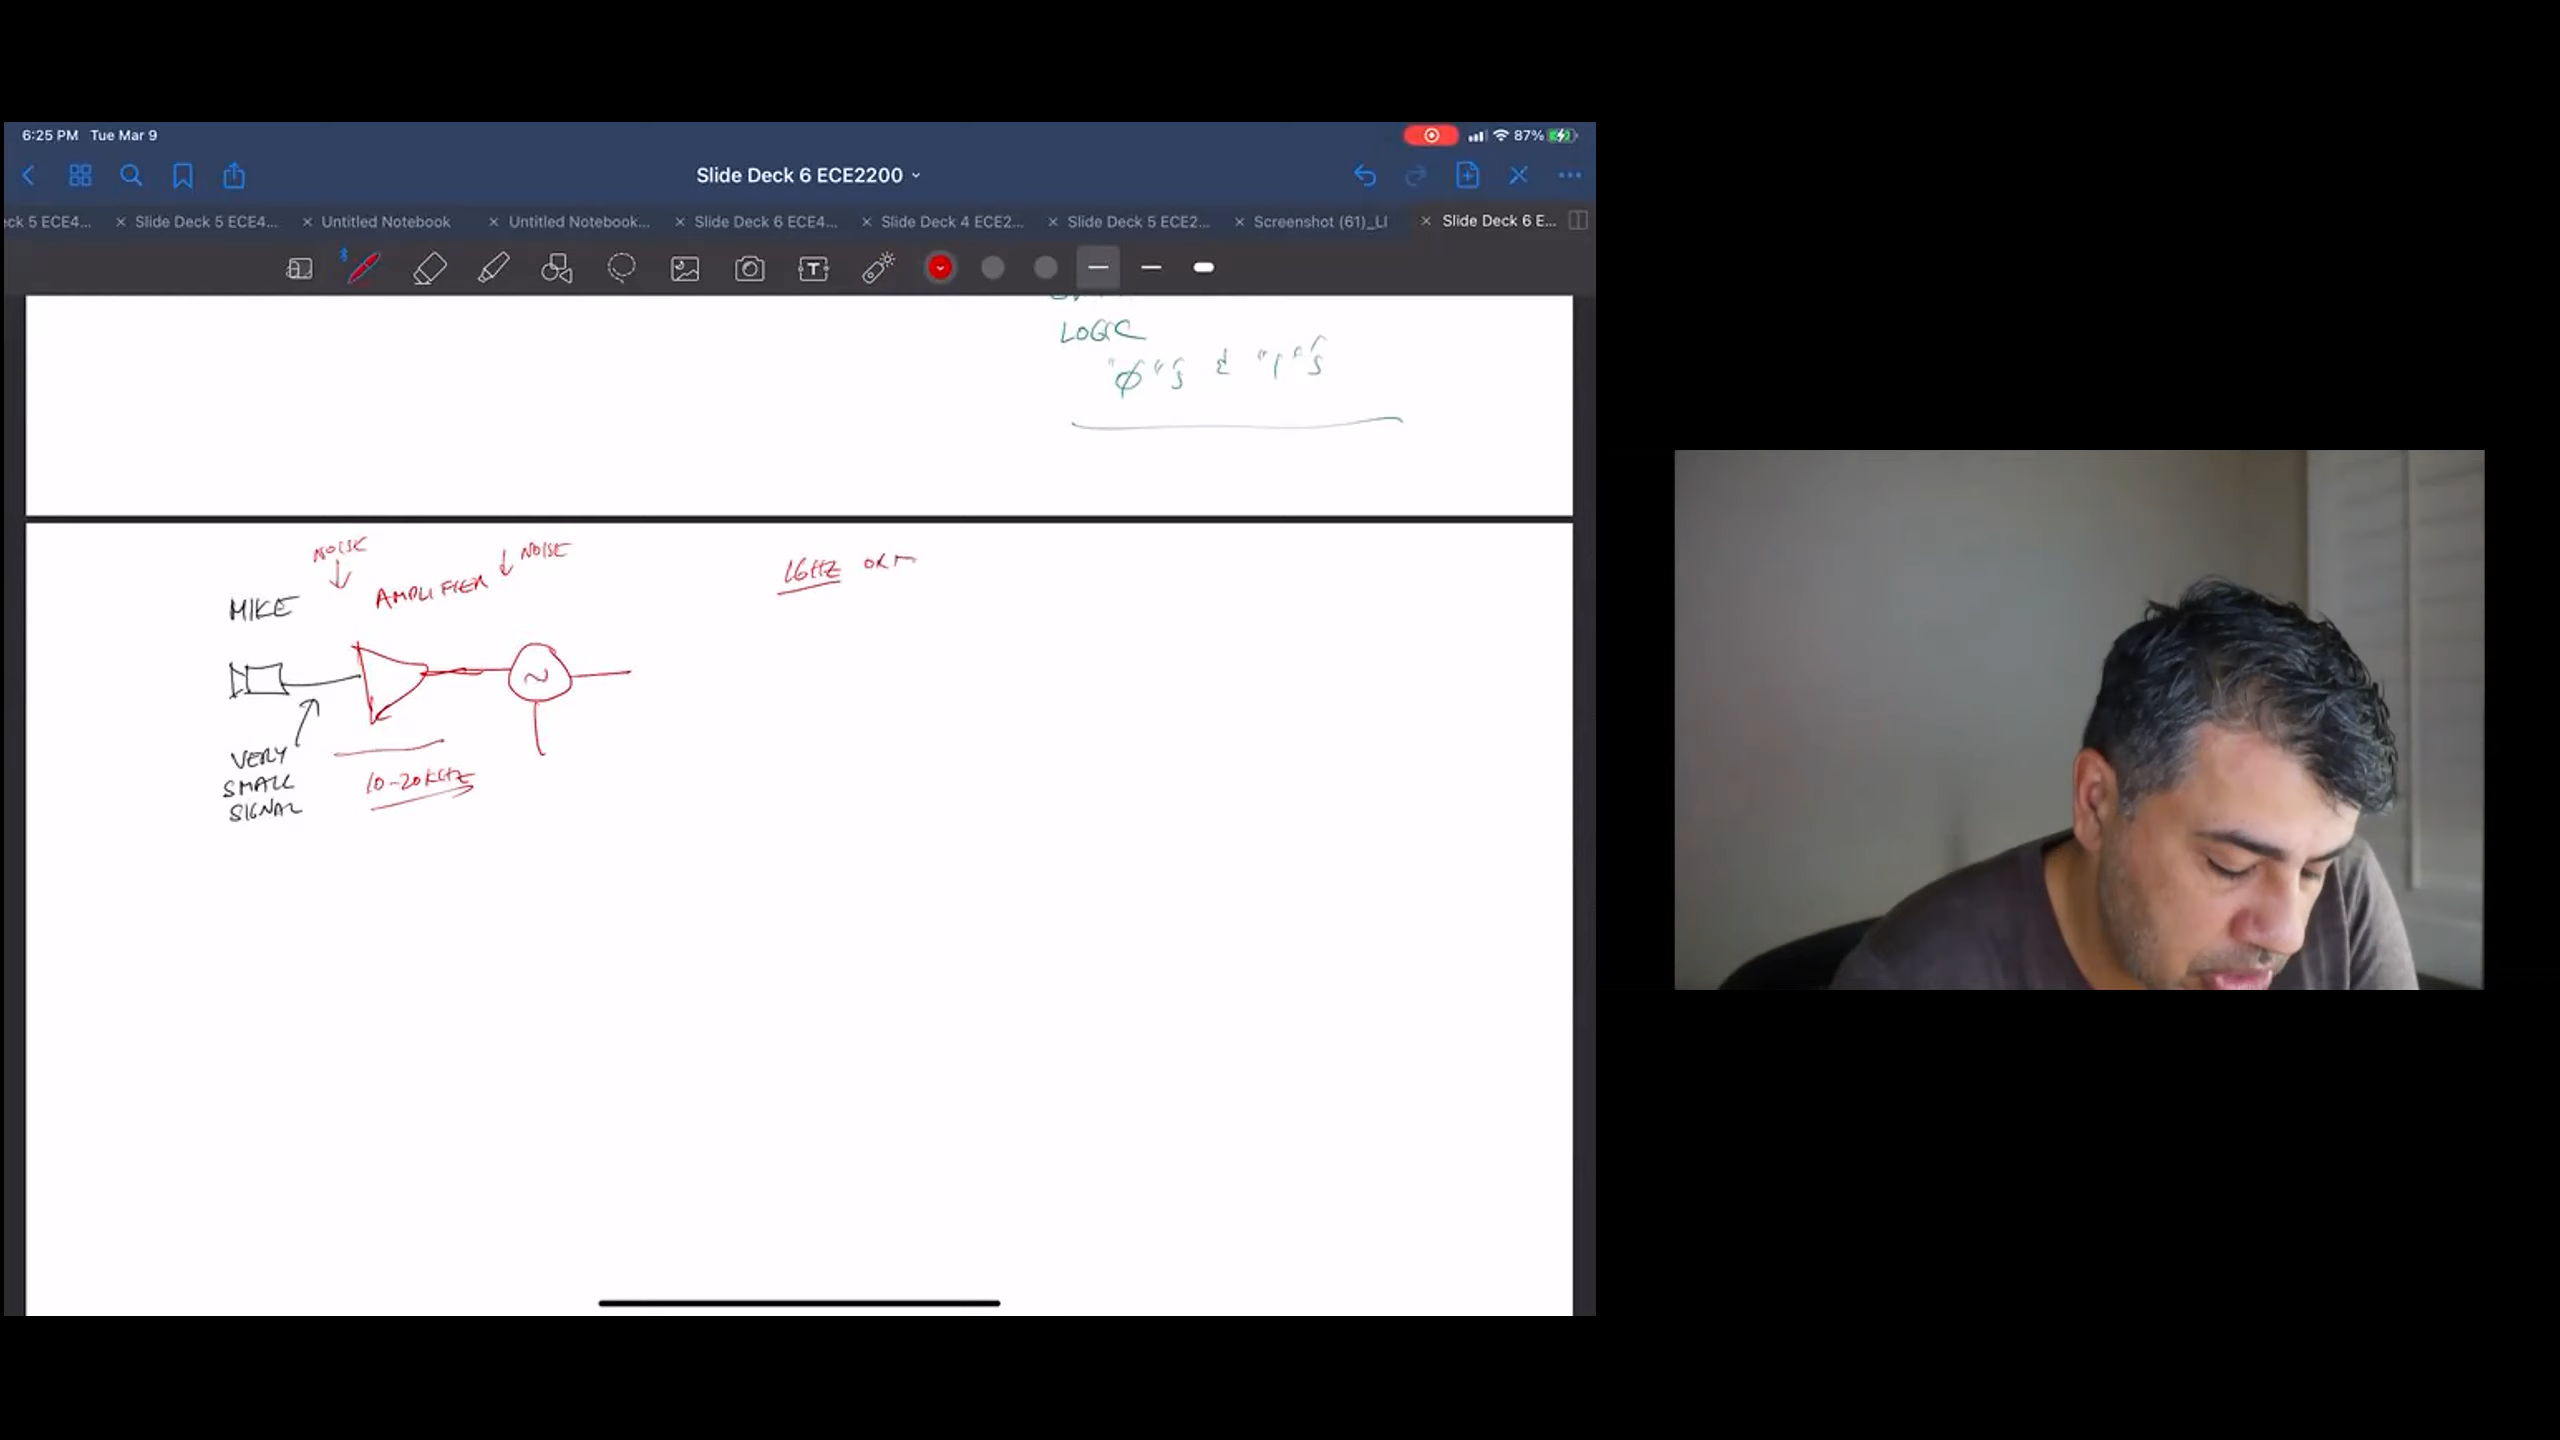 6:25 PM Tue Mar 9
87%
Slide Deck 6 ECE2200
ck 5 ECE4...
Slide Deck 5 ECE4...
Untitled Notebook
Untitled Notebook...
Slide Deck 6 ECE4...
Slide Deck 4 ECE2...
Slide Deck 5 ECE2...
Screenshot (61)_LI
Slide Deck 6 E...
T
LOGIC
"φ"s & "1"s
NOISE
NOISE
AMPLIFIER
MIKE
1GHZ OR
VERY
SMALL
SIGNAL
10-20KHZ